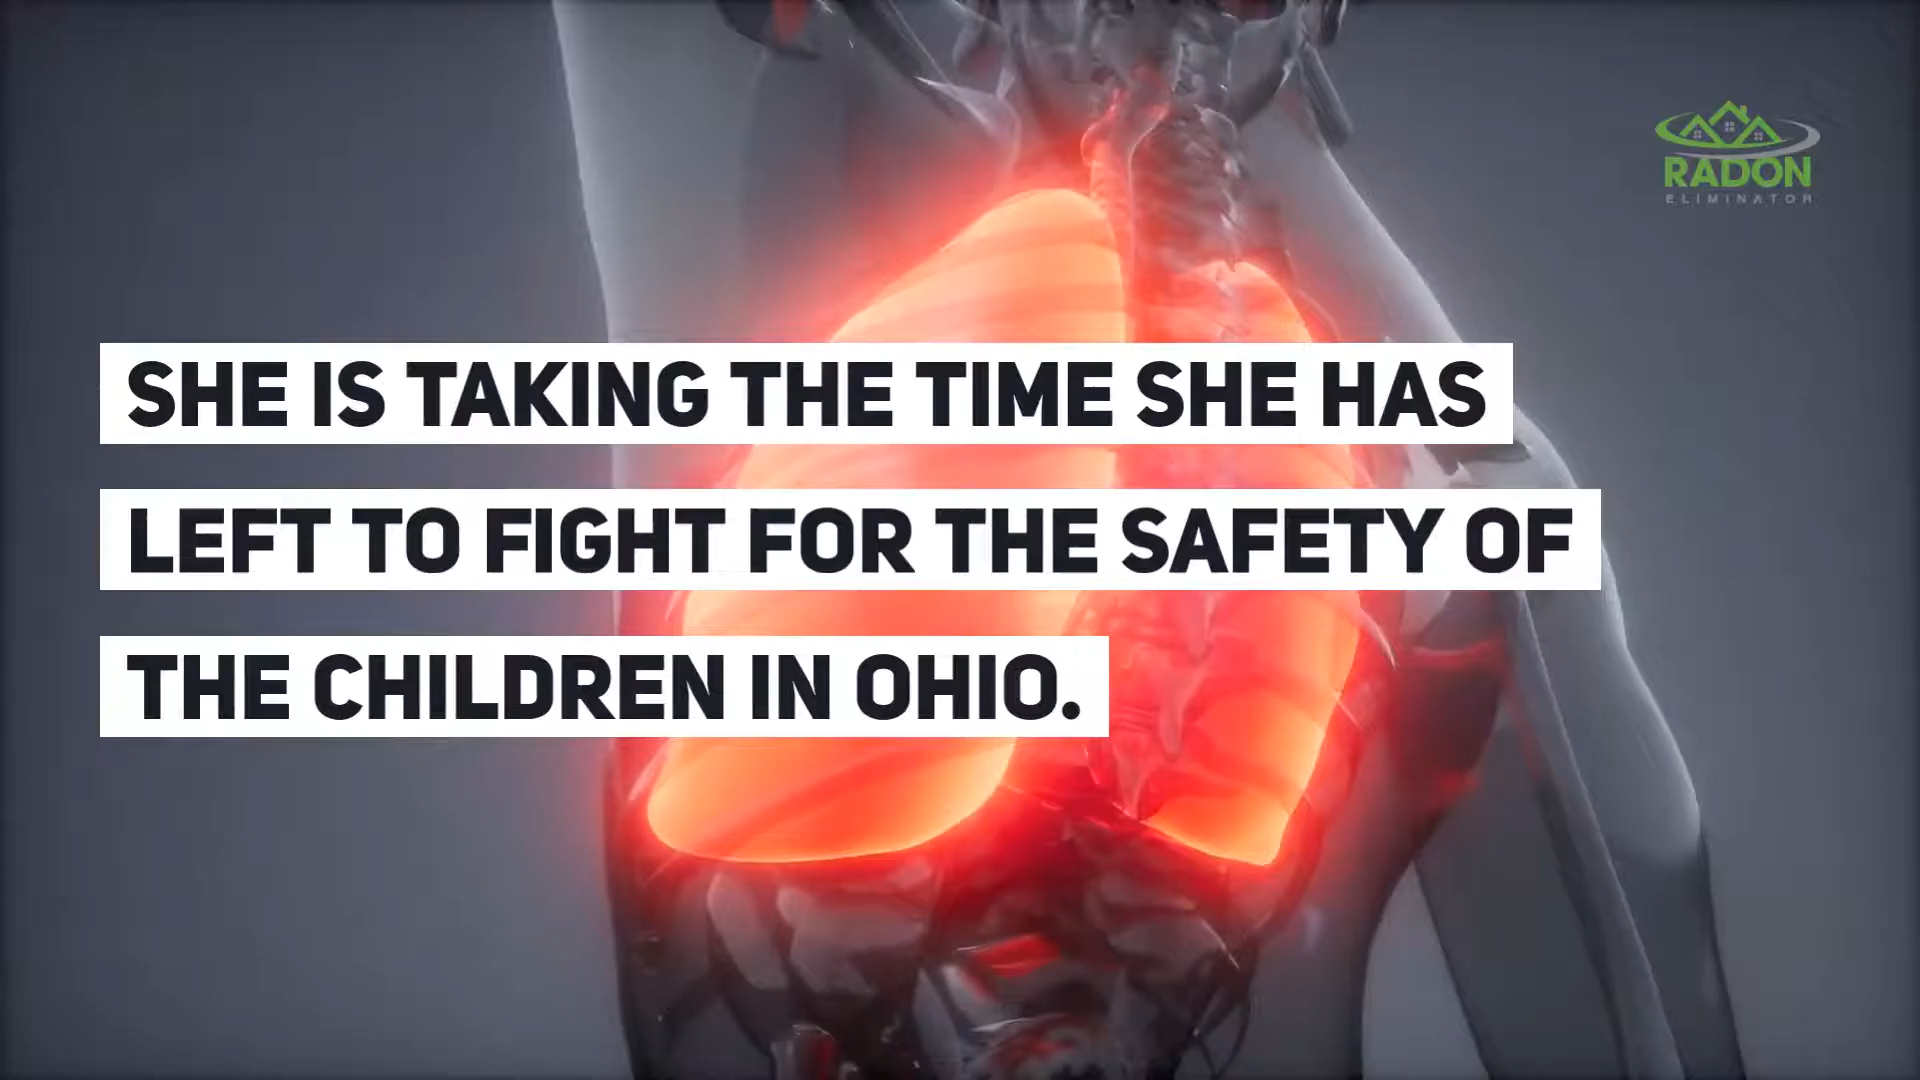 RADON
ELIMINATOR
SHE IS TAKING THE TIME SHE HAS
LEFT TO FIGHT FOR THE SAFETY OF
THE CHILDREN IN OHIO.